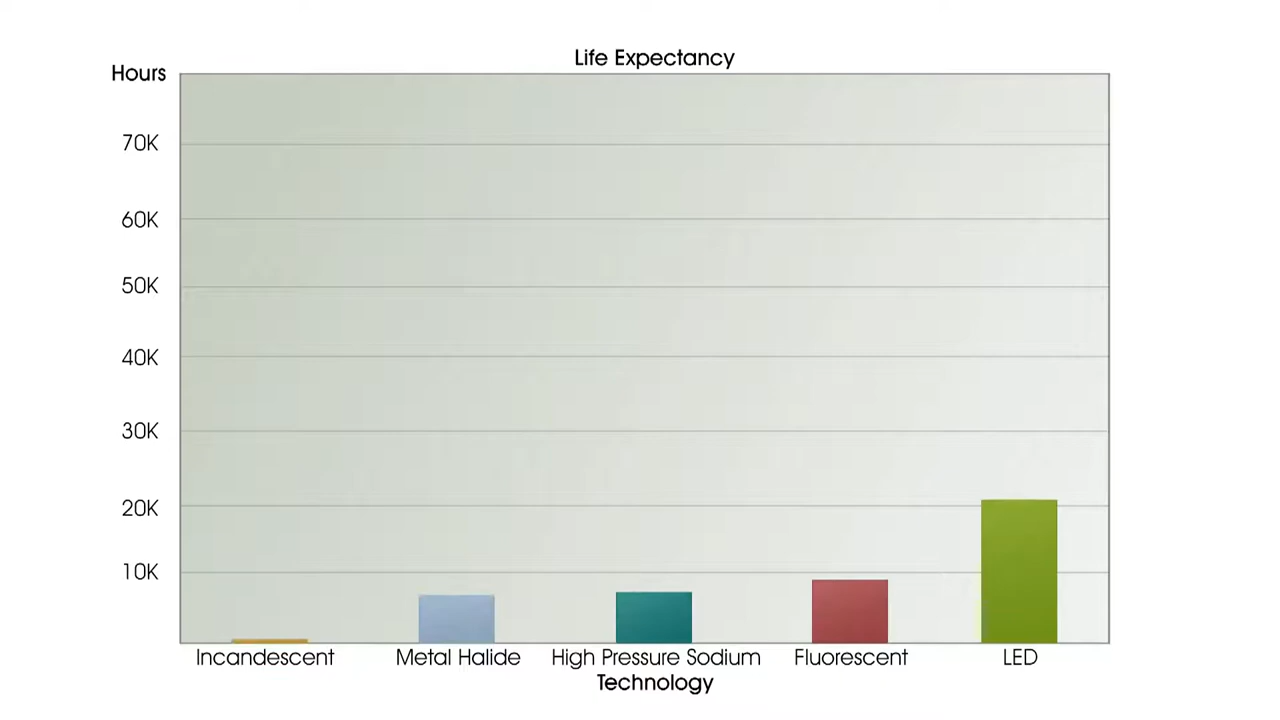 Life Expectancy
Hours
70K
60K
50K
40K
30K
20K
10K
Incandescent Metal Halide High Pressure Sodium Fluorescent LED
Technology